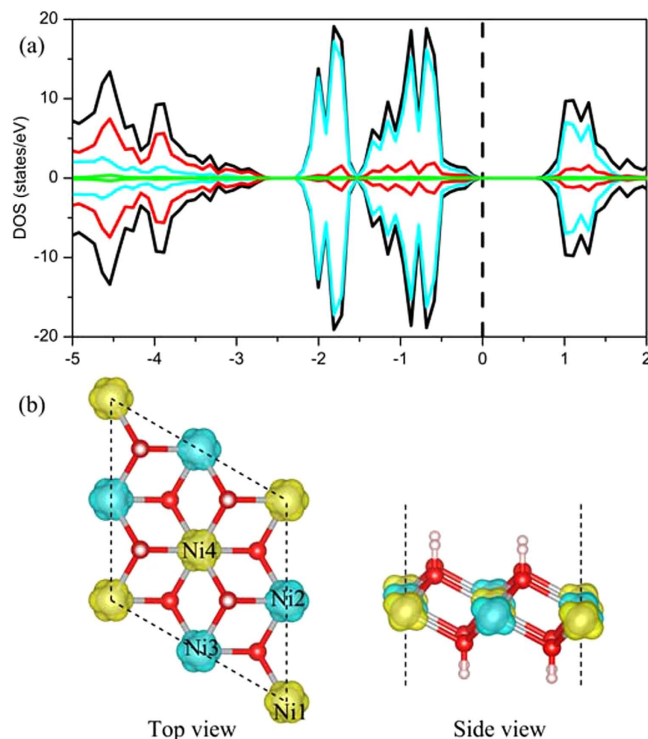 (a)
DOS (states/eV)
20
10
0
-10
-20
-5 -4 -3 -2 -1 0 1 2
(b)
Ni4
Ni2
Ni3
Ni1
Top view
Side view